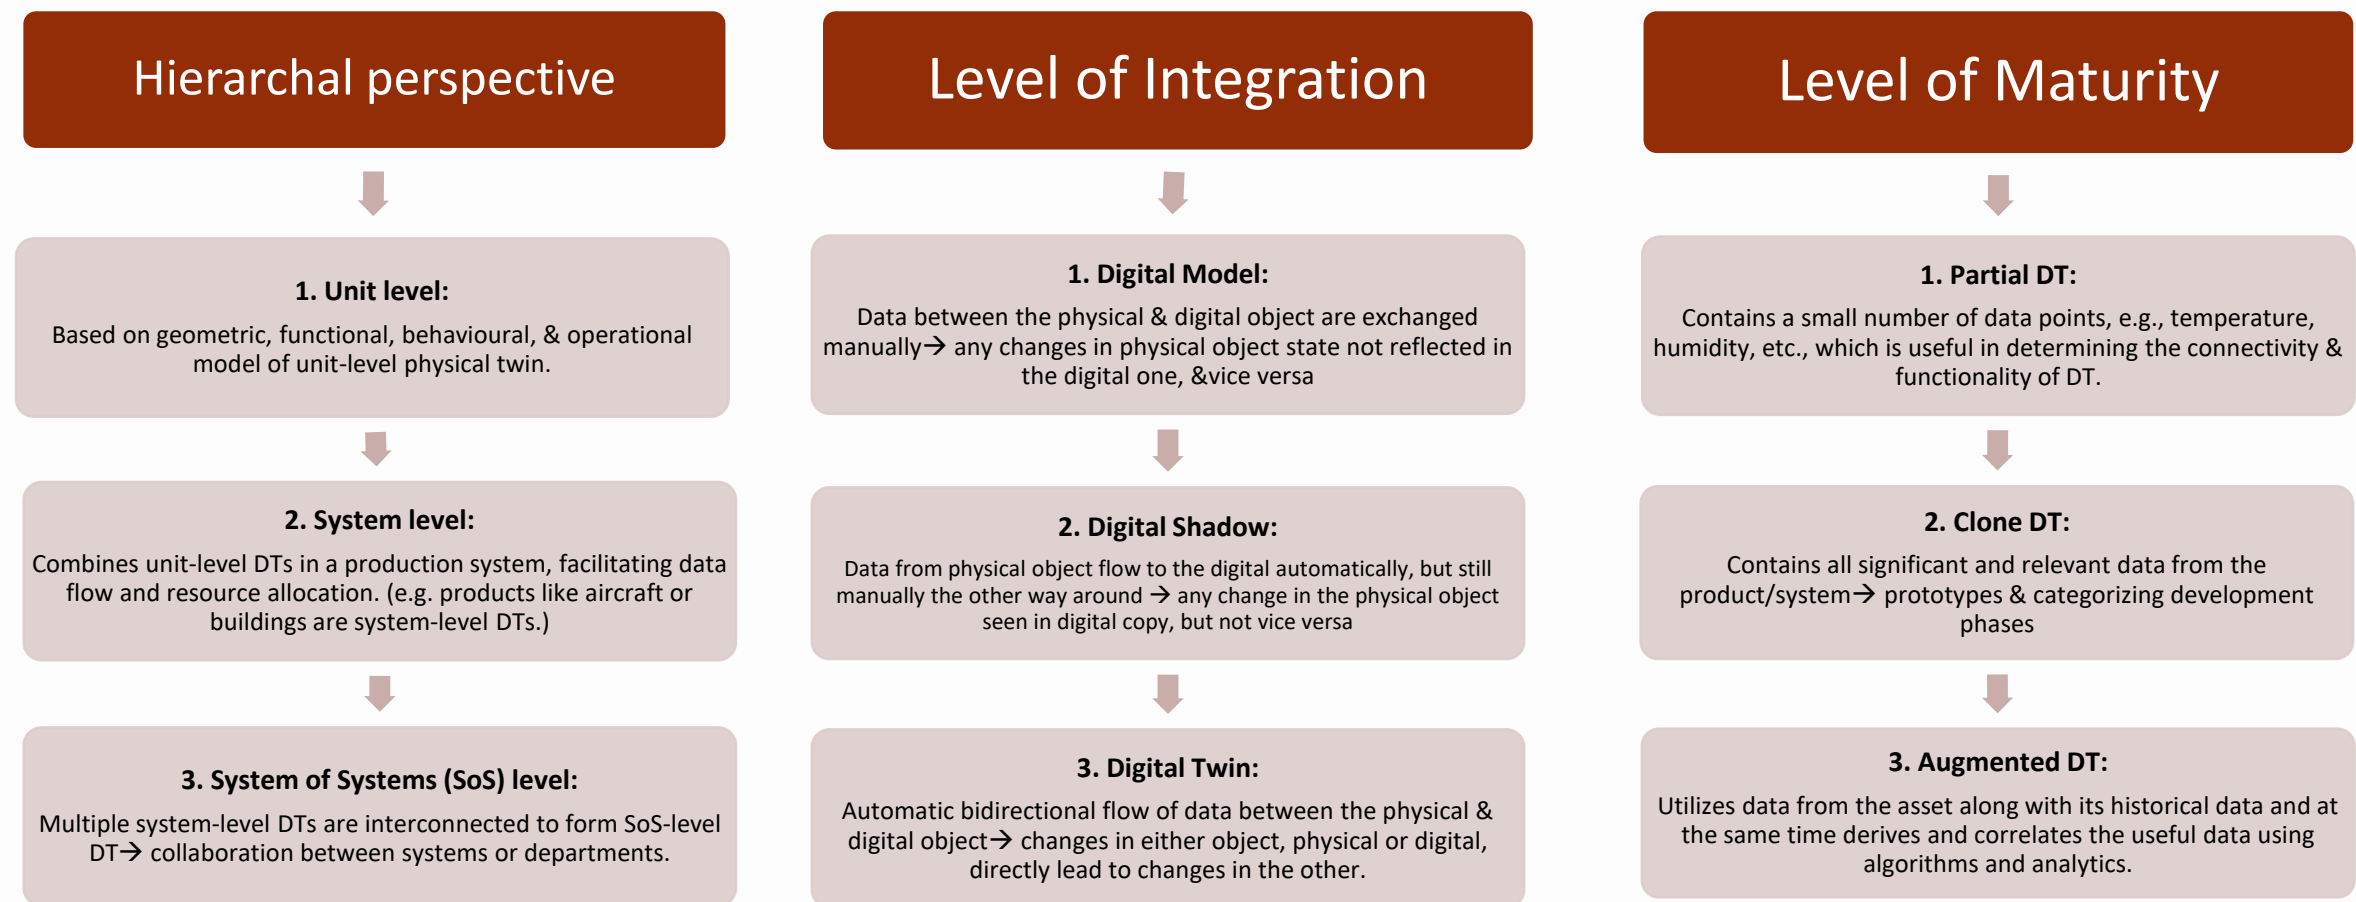 Hierarchal perspective
1. Unit level:
Based on geometric, functional, behavioural, & operational
model of unit-level physical twin.
2. System level:
Combines unit-level DTs in a production system, facilitating data
flow and resource allocation. (e.g. products like aircraft or
buildings are system-level DTs.)
3. System of Systems (SoS) level:
Multiple system-level DTs are interconnected to form SoS-level
DT→ collaboration between systems or departments.
Level of Integration
1. Digital Model:
Data between the physical & digital object are exchanged
manually→ any changes in physical object state not reflected in
the digital one, &vice versa
2. Digital Shadow:
Data from physical object flow to the digital automatically, but still
manually the other way around → any change in the physical object
seen in digital copy, but not vice versa
3. Digital Twin:
Automatic bidirectional flow of data between the physical &
digital object→ changes in either object, physical or digital,
directly lead to changes in the other.
Level of Maturity
1. Partial DT:
Contains a small number of data points, e.g., temperature,
humidity, etc., which is useful in determining the connectivity &
functionality of DT.
2. Clone DT:
Contains all significant and relevant data from the
product/system→ prototypes & categorizing development
phases
3. Augmented DT:
Utilizes data from the asset along with its historical data and at
the same time derives and correlates the useful data using
algorithms and analytics.